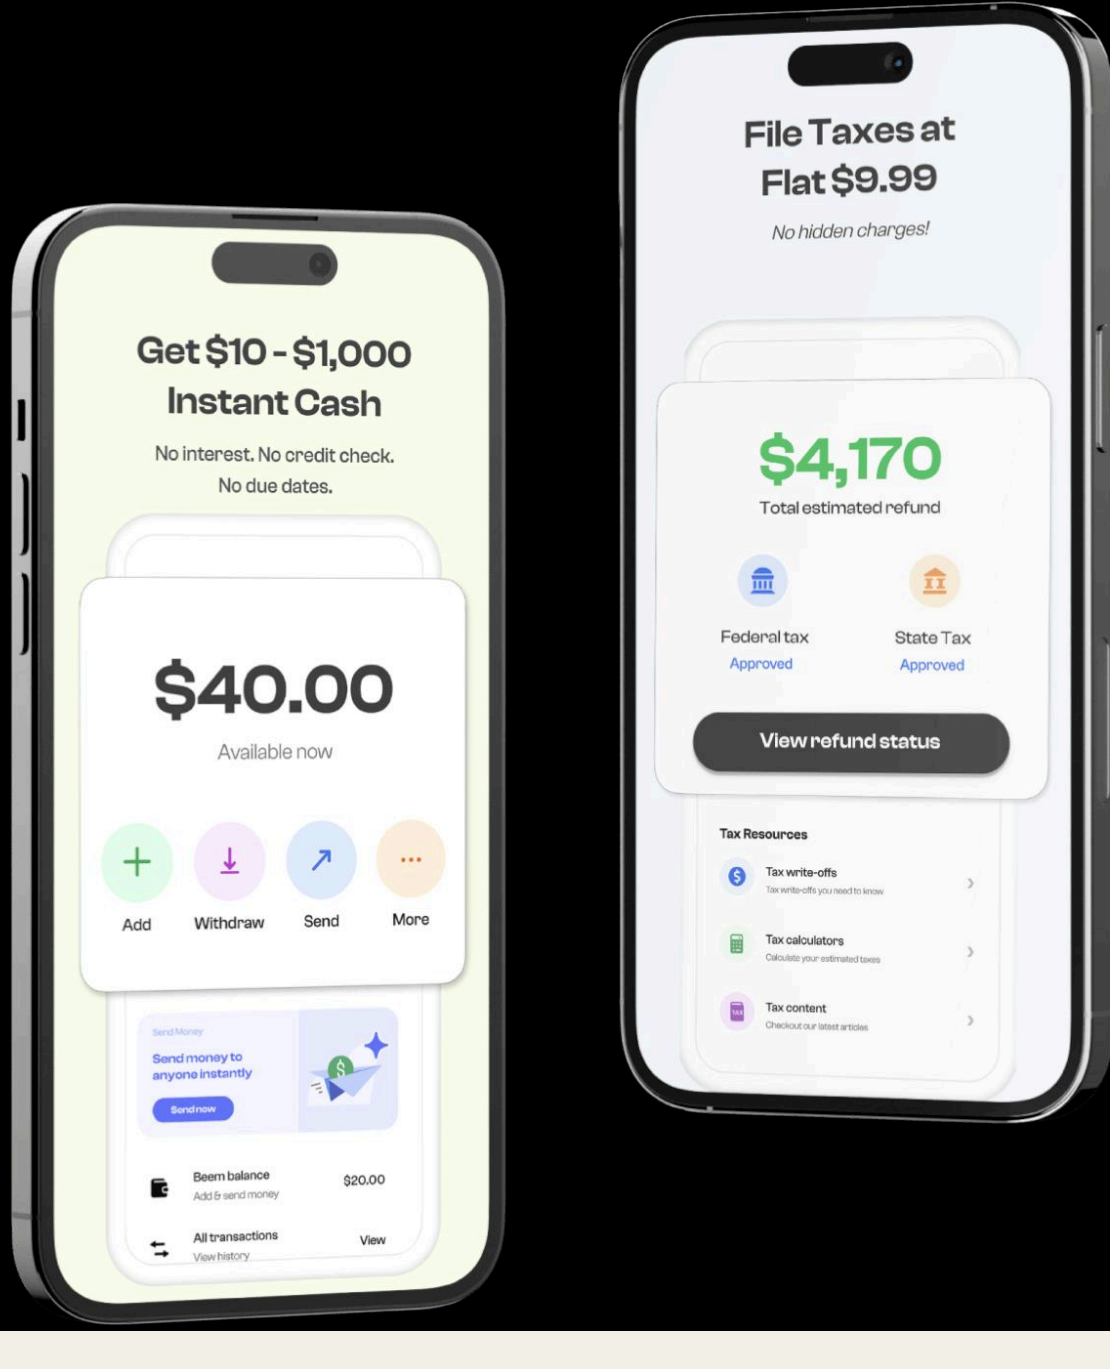 Get $10 - $1,000
Instant Cash
No interest. No credit check.
No due dates.
$40.00
Available now
Add
Withdraw
Send
More
Send Money
Send money to
anyone instantly
Send now
$
Beem balance
$20.00
Add & send money
All transactions
View
View history
File Taxes at
Flat $9.99
No hidden charges!
$4,170
Total estimated refund
Federal tax
State Tax
Approved
Approved
View refund status
Tax Resources
$
Tax write-offs
Tax write-offs you need to know
Tax calculators
Calculate your estimated taxes
TAX
Tax content
Checkout our latest articles